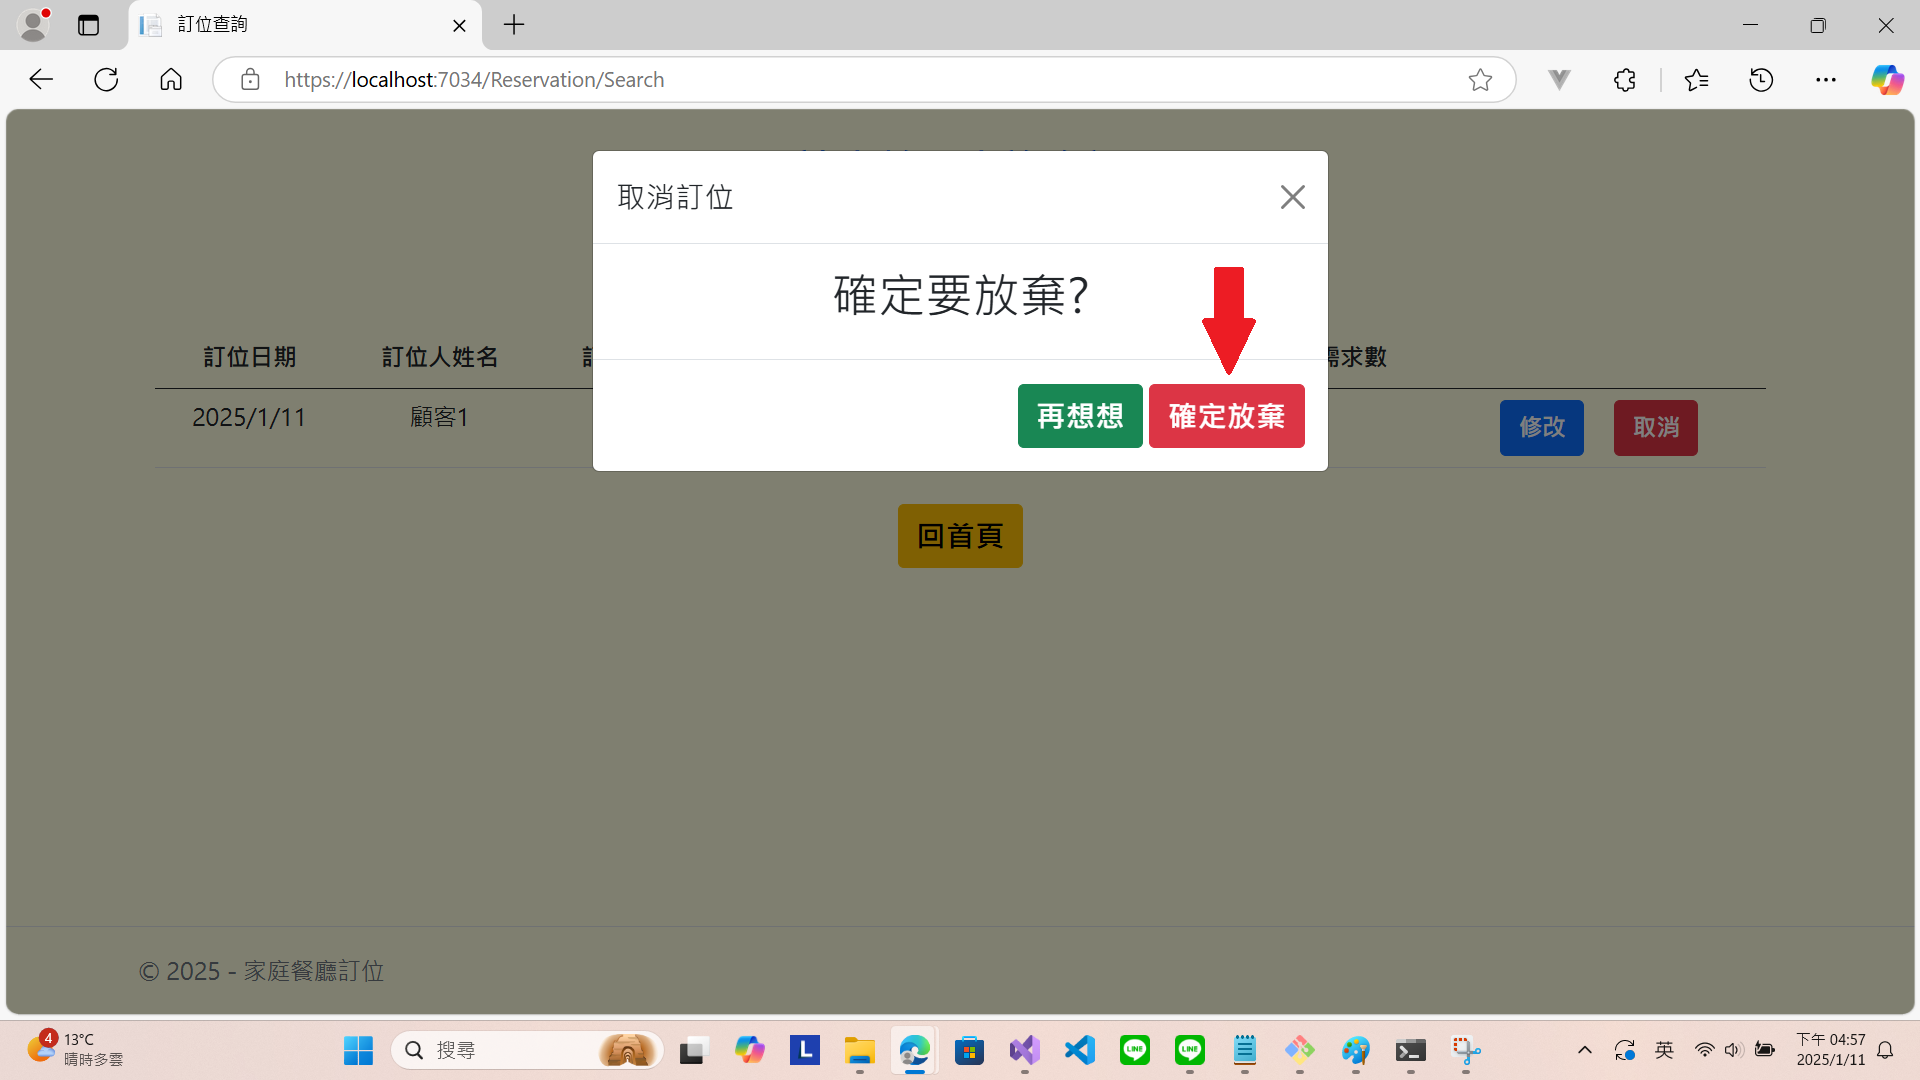 訂位查詢
https://localhost:7034/Reservation/Search
取消訂位
確定要放棄?
再想想
確定放棄
訂位日期
訂位人姓名
需求數
2025/1/11
顧客1
修改
取消
回首頁
© 2025 - 家庭餐廳訂位
4
13°C
晴時多雲
搜尋
L
LINE
LINE
英
下午 04:57
2025/1/11